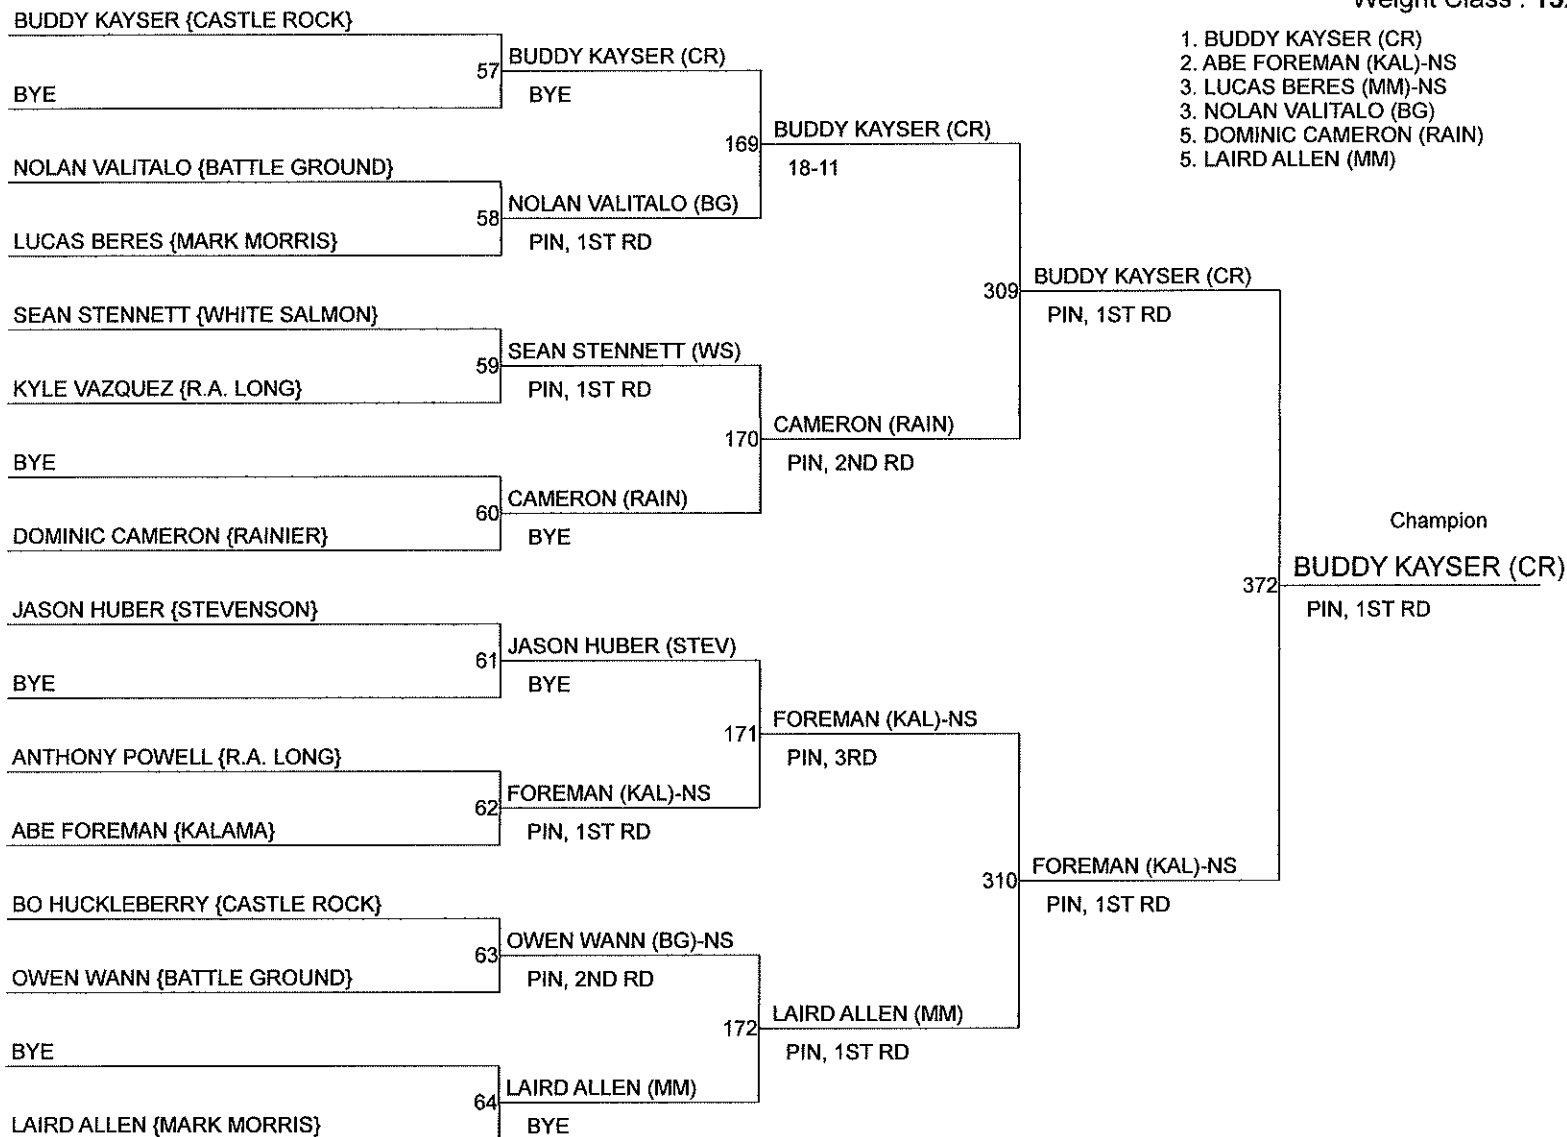 Weight Class :
1. BUDDY KAYSER (CR)
2. ABE FOREMAN (KAL)-NS
3. LUCAS BERES (MM)-NS
3. NOLAN VALITALO (BG)
5. DOMINIC CAMERON (RAIN)
5. LAIRD ALLEN (MM)
BUDDY KAYSER {CASTLE ROCK}
BYE
NOLAN VALITALO {BATTLE GROUND}
LUCAS BERES {MARK MORRIS}
SEAN STENNETT {WHITE SALMON}
KYLE VAZQUEZ {R.A. LONG}
BYE
DOMINIC CAMERON {RAINIER}
JASON HUBER {STEVENSON}
BYE
ANTHONY POWELL {R.A. LONG}
ABE FOREMAN {KALAMA}
BO HUCKLEBERRY {CASTLE ROCK}
OWEN WANN {BATTLE GROUND}
BYE
LAIRD ALLEN {MARK MORRIS}
57 BUDDY KAYSER (CR)
BYE
58 NOLAN VALITALO (BG)
PIN, 1ST RD
59 SEAN STENNETT (WS)
PIN, 1ST RD
60 CAMERON (RAIN)
BYE
61 JASON HUBER (STEV)
BYE
62 FOREMAN (KAL)-NS
PIN, 1ST RD
63 OWEN WANN (BG)-NS
PIN, 2ND RD
64 LAIRD ALLEN (MM)
BYE
169 BUDDY KAYSER (CR)
18-11
170 CAMERON (RAIN)
PIN, 2ND RD
171 FOREMAN (KAL)-NS
PIN, 3RD
172 LAIRD ALLEN (MM)
PIN, 1ST RD
309 BUDDY KAYSER (CR)
PIN, 1ST RD
310 FOREMAN (KAL)-NS
PIN, 1ST RD
Champion
372 BUDDY KAYSER (CR)
PIN, 1ST RD